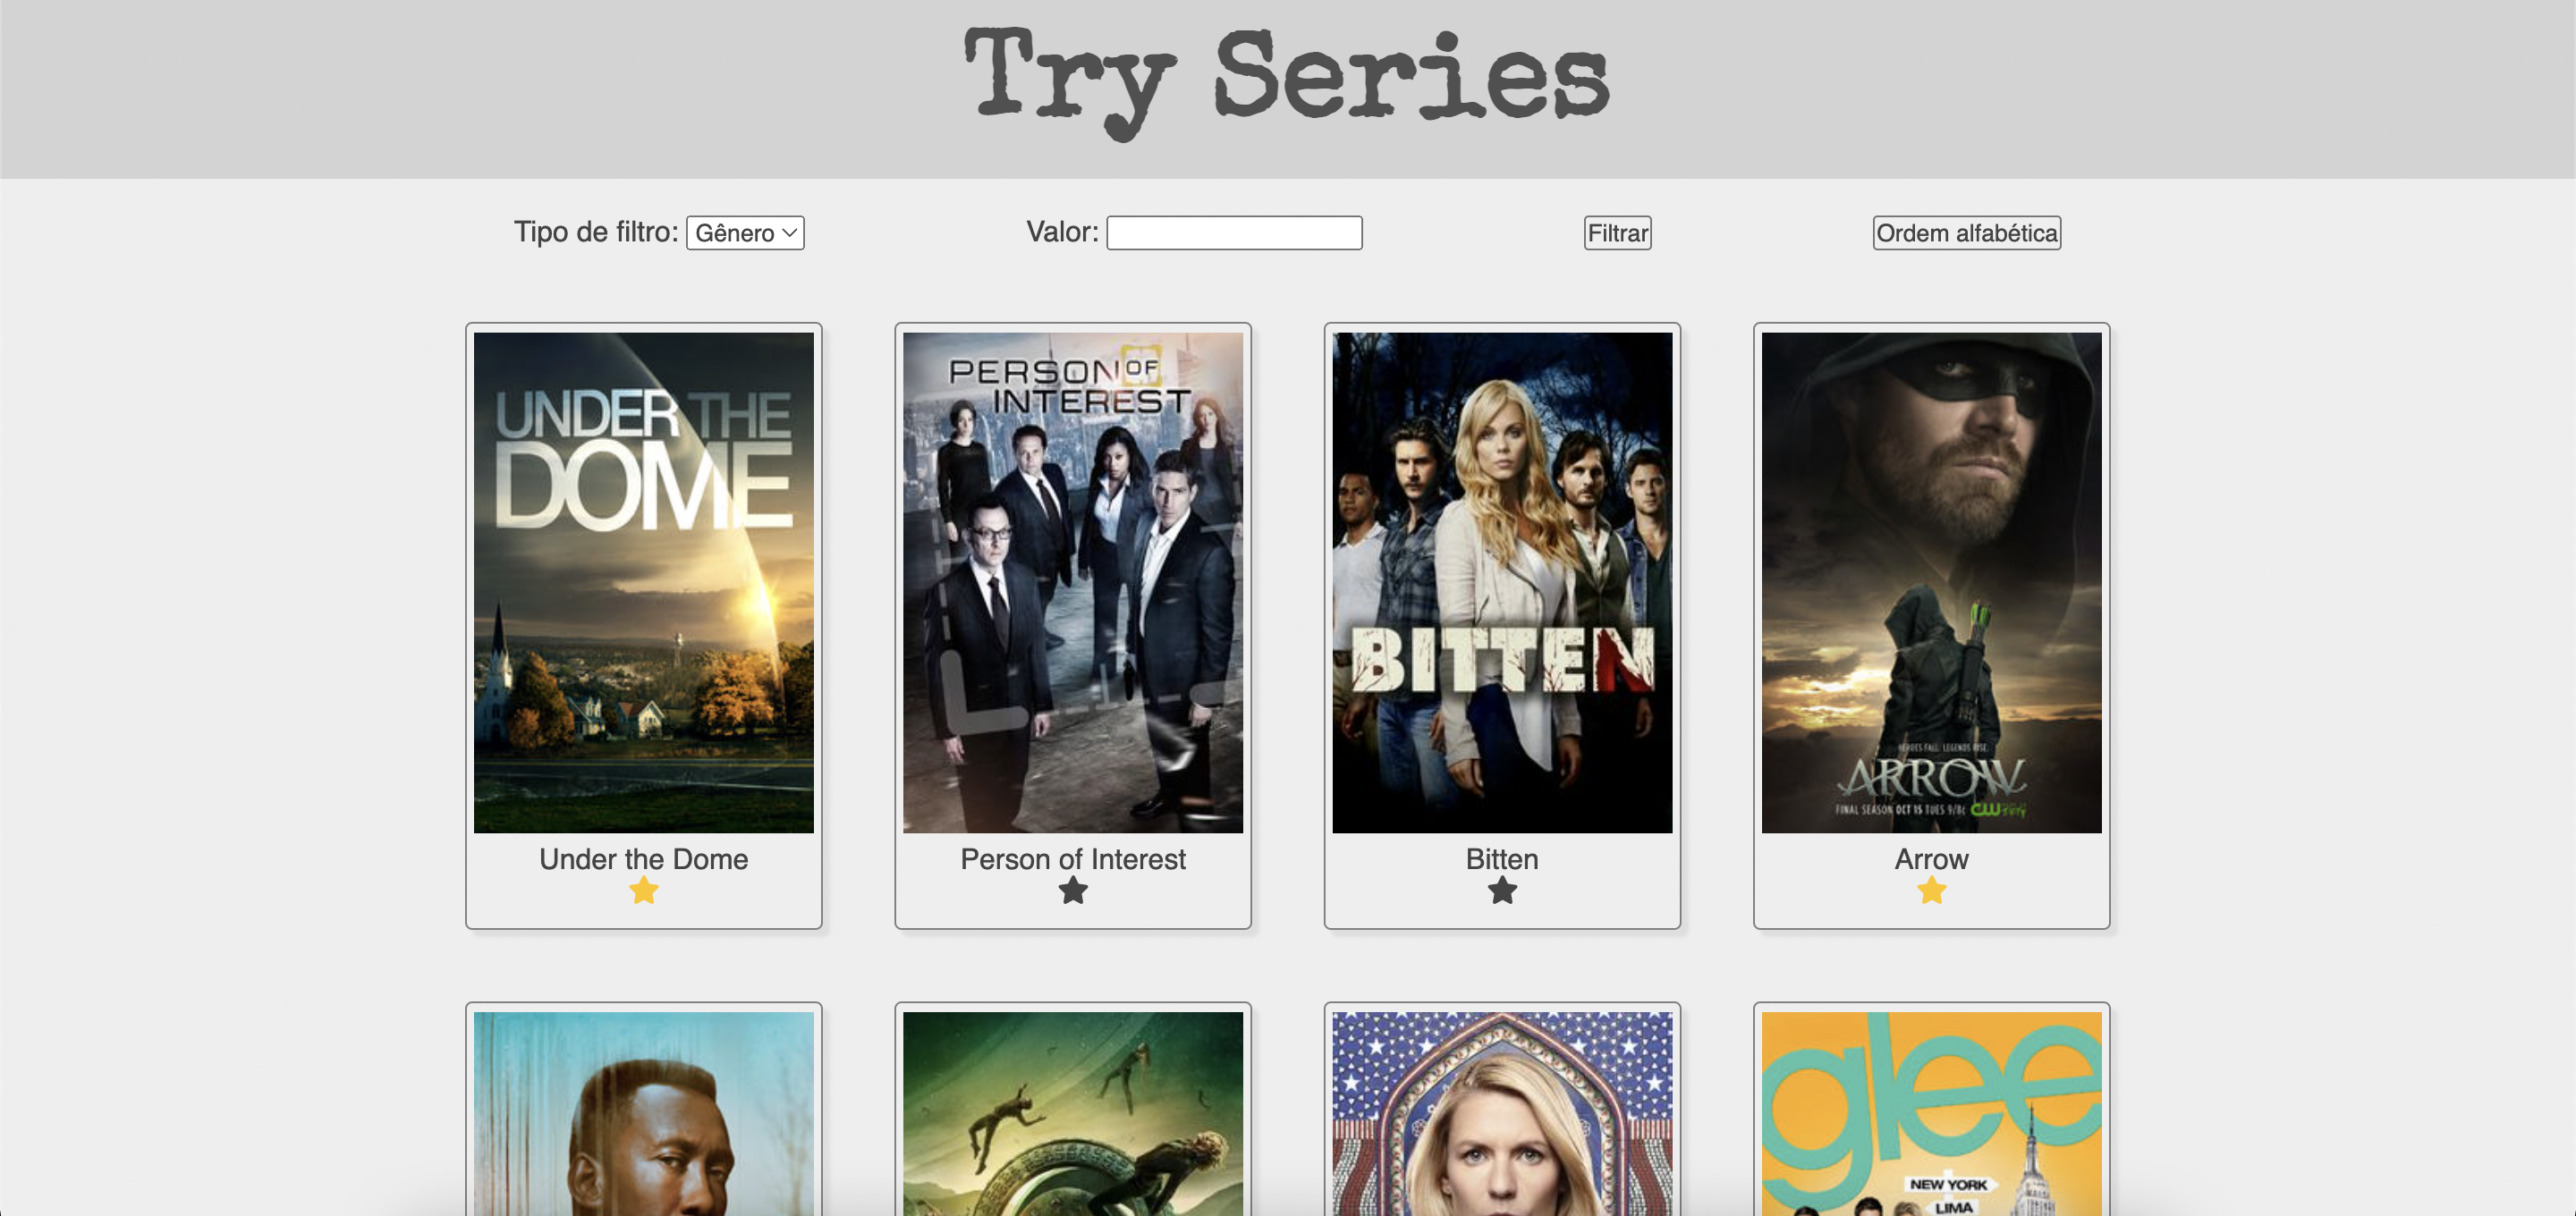 Try Series
Tipo de filtro: Gênero
Valor:
Filtrar
Ordem alfabética
UNDER THE
DOME
Under the Dome
PERSON OF
INTEREST
Person of Interest
BITTEN
Bitten
HEROES FALL. LEGENDS RISE.
ARROW
FINAL SEASON OCT 15 TUES 9/8c CW
Arrow
glee
NEW YORK
LIMA